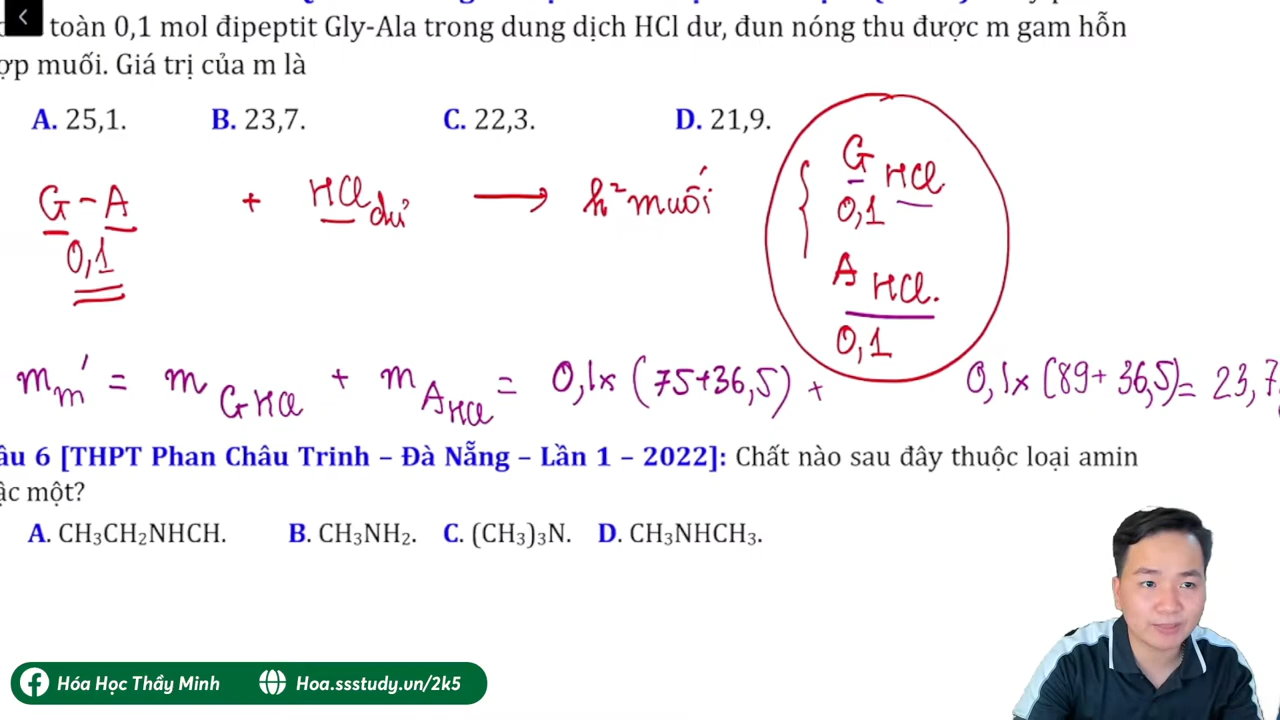 toàn 0,1 mol đipeptit Gly-Ala trong dung dịch HCl dư, đun nóng thu được m gam hỗn
ợp muối. Giá trị của m là
A. 25,1. B. 23,7. C. 22,3. D. 21,9.
G - A + HCl dư → h² muối
0,1
G HCl
0,1
A HCl.
0,1
m m' = m G HCl + m A HCl = 0,1x (75+36,5) + 0,1x (89+ 36,5) = 23,7
âu 6 [THPT Phan Châu Trinh – Đà Nẵng – Lần 1 – 2022]: Chất nào sau đây thuộc loại amin
ậc một?
A. CH₃CH₂NHCH. B. CH₃NH₂. C. (CH₃)₃N. D. CH₃NHCH₃.
Hóa Học Thầy Minh Hoa.ssstudy.vn/2k5